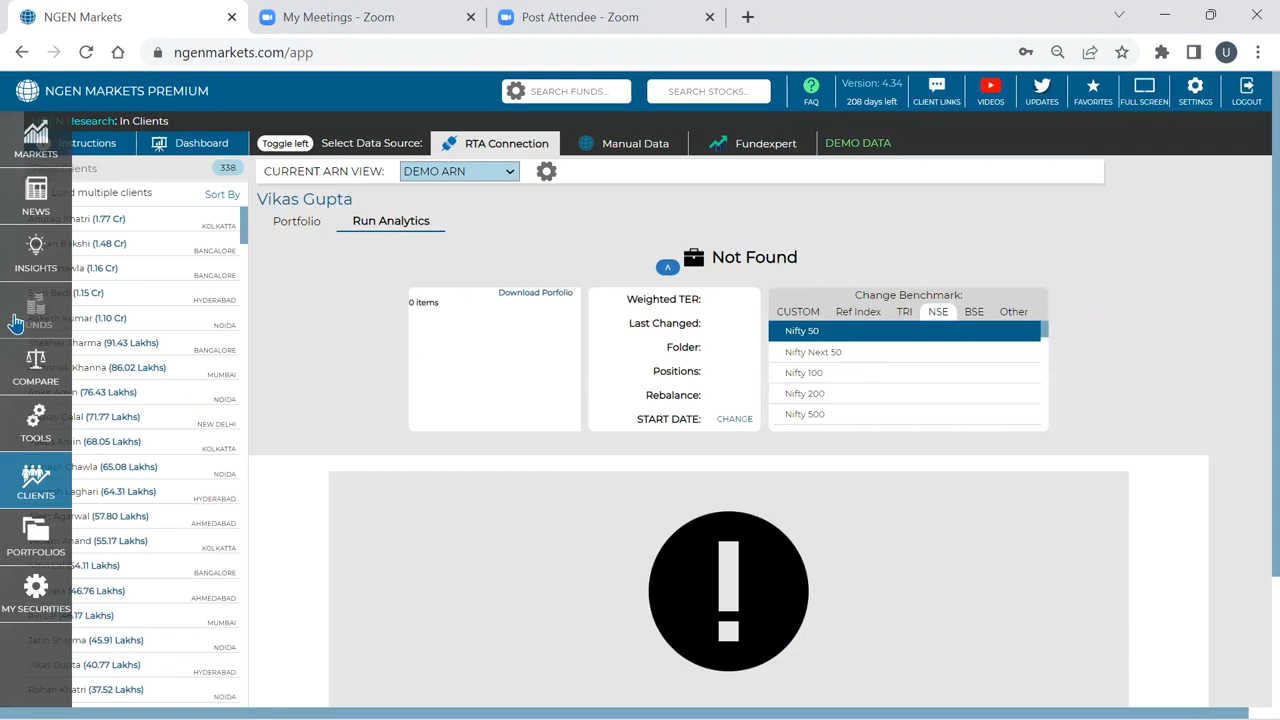 NGEN Markets
My Meetings - Zoom
Post Attendee - Zoom
ngenmarkets.com/app
U
NGEN MARKETS PREMIUM
SEARCH FUNDS...
SEARCH STOCKS...
FAQ
Version: 4.34
208 days left
CLIENT LINKS
VIDEOS
UPDATES
FAVORITES
FULL SCREEN
SETTINGS
LOGOUT
Research: In Clients
Dashboard
Toggle left
Select Data Source:
RTA Connection
Manual Data
Fundexpert
DEMO DATA
MARKETS
NEWS
INSIGHTS
COMPARE
TOOLS
CLIENTS
PORTFOLIOS
MY SECURITIES
338
multiple clients
Sort By
(1.77 Cr)
KOLKATTA
(1.48 Cr)
BANGALORE
(1.16 Cr)
BANGALORE
(1.15 Cr)
HYDERABAD
(1.10 Cr)
NOIDA
Sharma (91.43 Lakhs)
BANGALORE
Khanna (86.02 Lakhs)
MUMBAI
(76.43 Lakhs)
NOIDA
(71.77 Lakhs)
NEW DELHI
(68.05 Lakhs)
KOLKATTA
Chawla (65.08 Lakhs)
NOIDA
Laghari (64.31 Lakhs)
HYDERABAD
Agarwal (57.80 Lakhs)
AHMEDABAD
Anand (55.17 Lakhs)
KOLKATTA
BANGALORE
AHMEDABAD
MUMBAI
Jatin Sharma (45.91 Lakhs)
NOIDA
Vikas Gupta (40.77 Lakhs)
HYDERABAD
Rohan Khatri (37.52 Lakhs)
NOIDA
CURRENT ARN VIEW:
DEMO ARN
Vikas Gupta
Portfolio
Run Analytics
Not Found
0 items
Download Porfolio
Weighted TER:
Last Changed:
Folder:
Positions:
Rebalance:
START DATE:
CHANGE
Change Benchmark:
CUSTOM
Ref Index
TRI
NSE
BSE
Other
Nifty 50
Nifty Next 50
Nifty 100
Nifty 200
Nifty 500